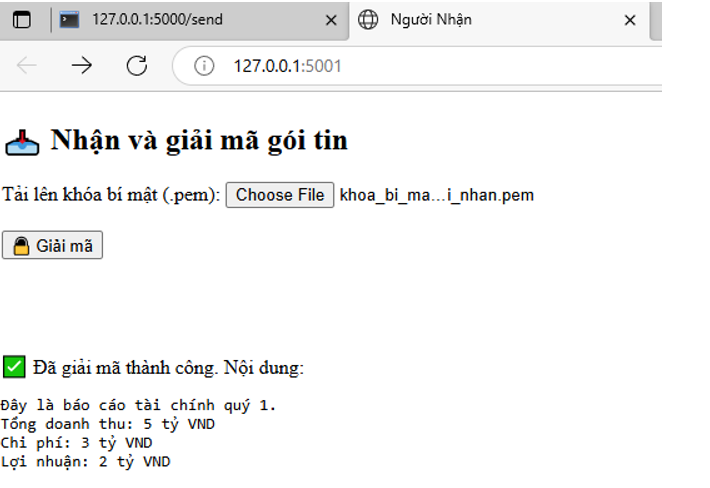 127.0.0.1:5000/send
Người Nhận
127.0.0.1:5001
Nhận và giải mã gói tin
Tải lên khóa bí mật (.pem): Choose File khoa_bi_ma...i_nhan.pem
Giải mã
Đã giải mã thành công. Nội dung:
Đây là báo cáo tài chính quý 1.
Tổng doanh thu: 5 tỷ VND
Chi phí: 3 tỷ VND
Lợi nhuận: 2 tỷ VND